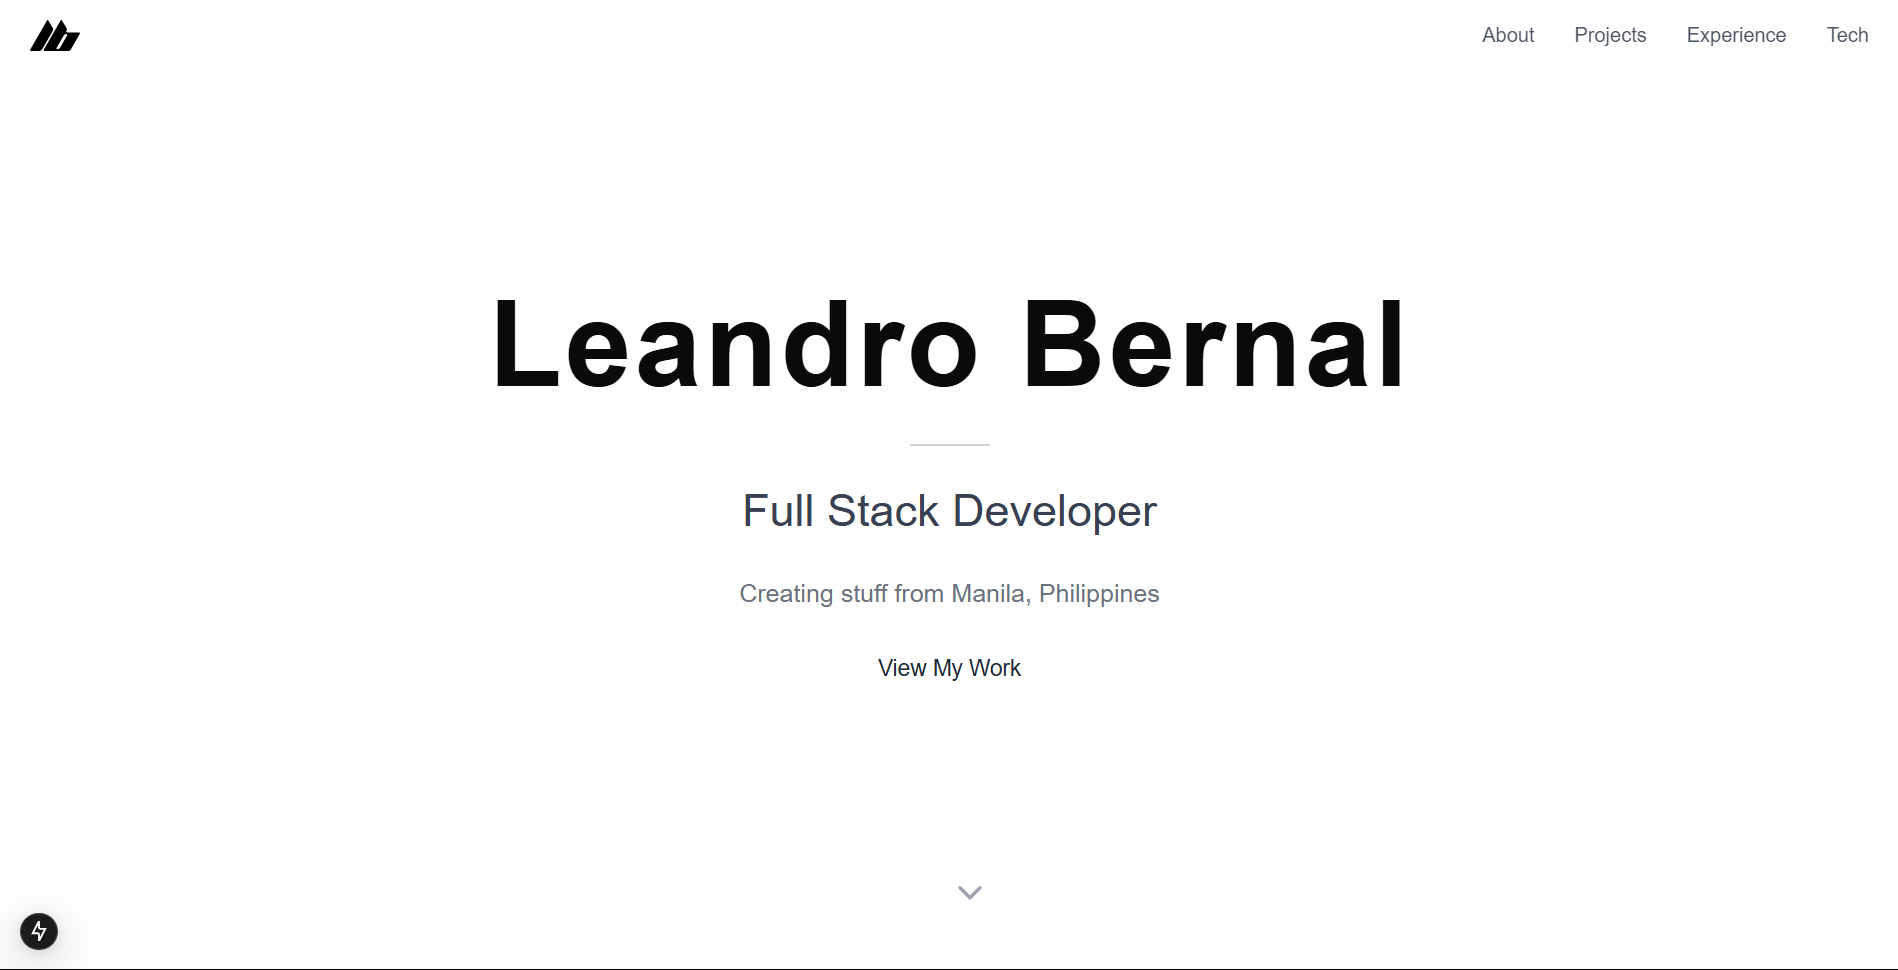 About Projects Experience Tech
Leandro Bernal
Full Stack Developer
Creating stuff from Manila, Philippines
View My Work